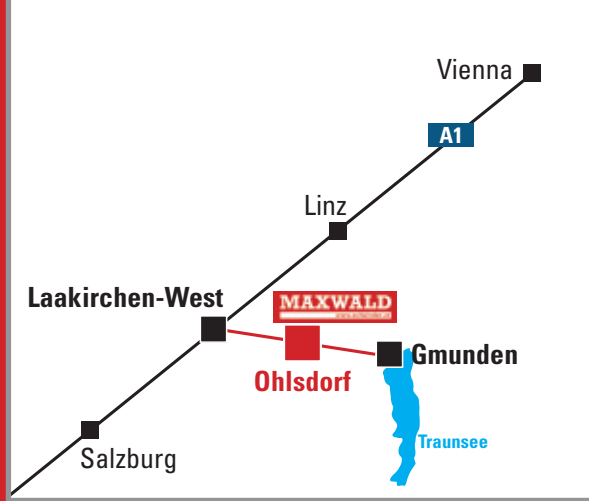 Vienna
A1
Linz
Laakirchen-West
MAXWALD
Ohlsdorf
Gmunden
Traunsee
Salzburg